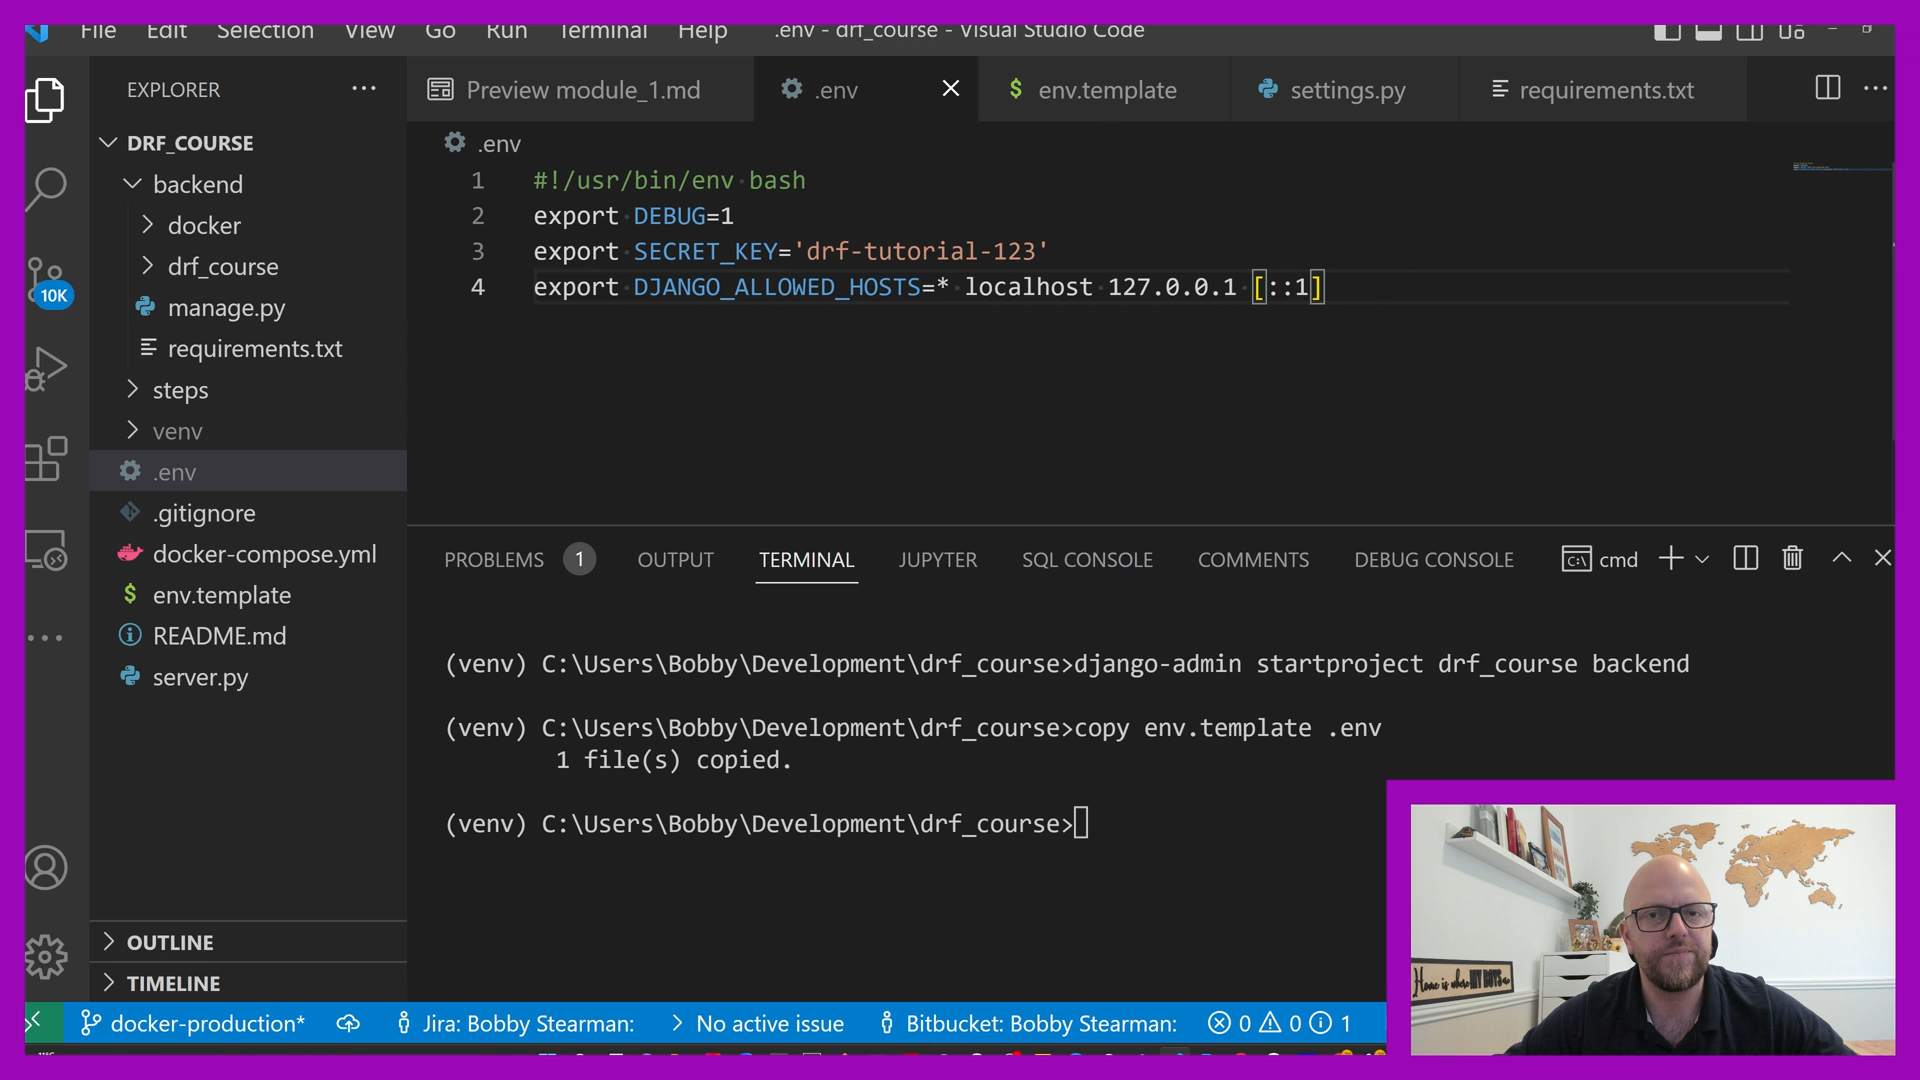 File Edit Selection View Go Run Terminal Help .env - drf_course - Visual Studio Code
EXPLORER
Preview module_1.md
.env
env.template
settings.py
requirements.txt
DRF_COURSE
backend
docker
drf_course
manage.py
requirements.txt
steps
venv
.env
.gitignore
docker-compose.yml
env.template
README.md
server.py
OUTLINE
TIMELINE
10K
.env
1 #!/usr/bin/env bash
2 export DEBUG=1
3 export SECRET_KEY='drf-tutorial-123'
4 export DJANGO_ALLOWED_HOSTS=* localhost 127.0.0.1 [::1]
PROBLEMS 1 OUTPUT TERMINAL JUPYTER SQL CONSOLE COMMENTS DEBUG CONSOLE cmd
(venv) C:\Users\Bobby\Development\drf_course>django-admin startproject drf_course backend
(venv) C:\Users\Bobby\Development\drf_course>copy env.template .env
1 file(s) copied.
(venv) C:\Users\Bobby\Development\drf_course>
Home is where MY BOYS
docker-production* Jira: Bobby Stearman: No active issue Bitbucket: Bobby Stearman: 0 0 1